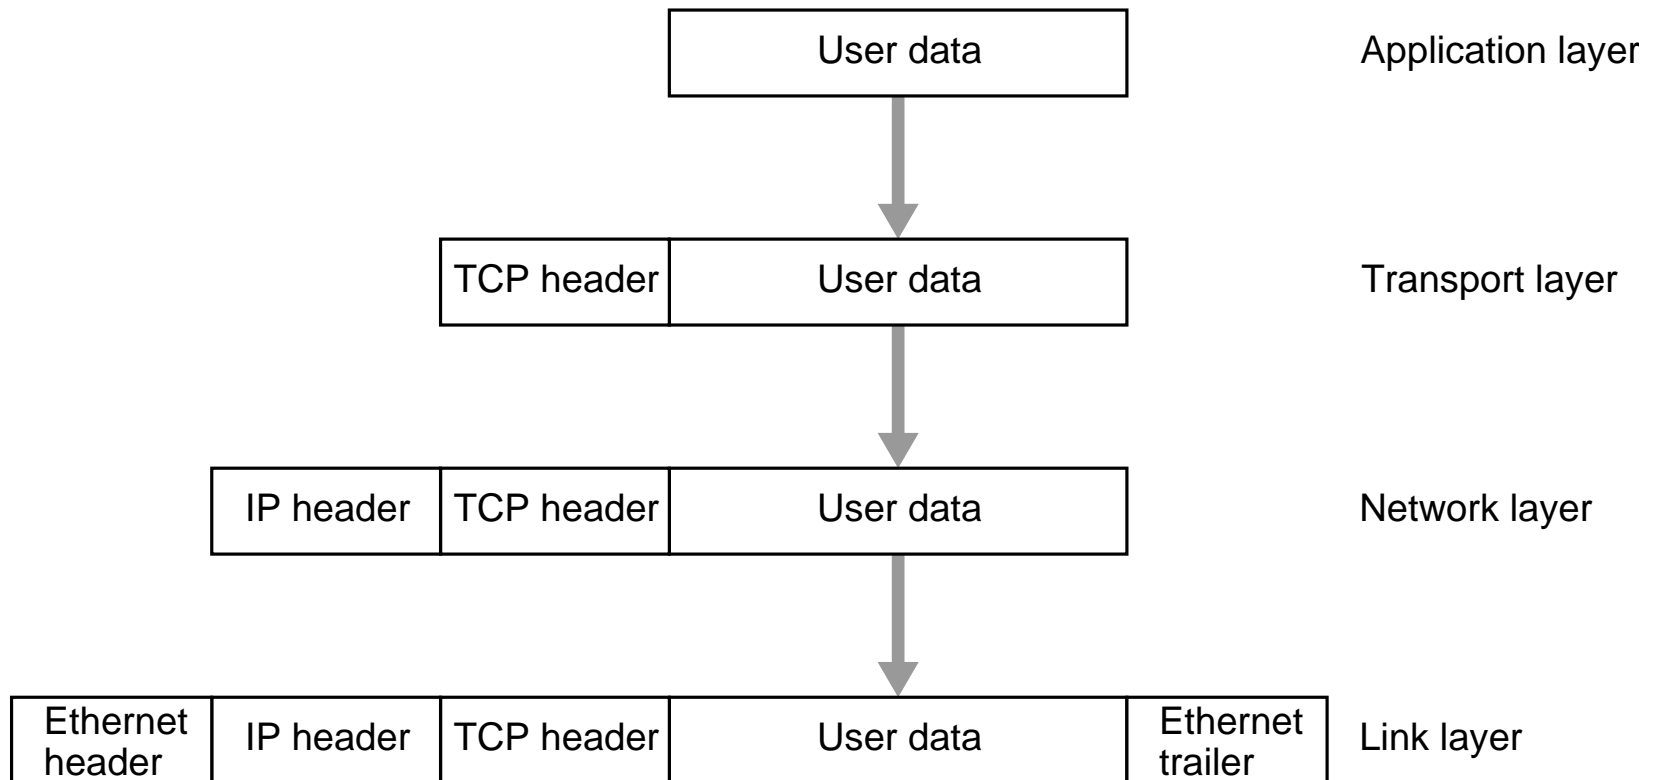 User data
Application layer
TCP header
User data
Transport layer
IP header
TCP header
User data
Network layer
Ethernet
header
IP header
TCP header
User data
Ethernet
trailer
Link layer